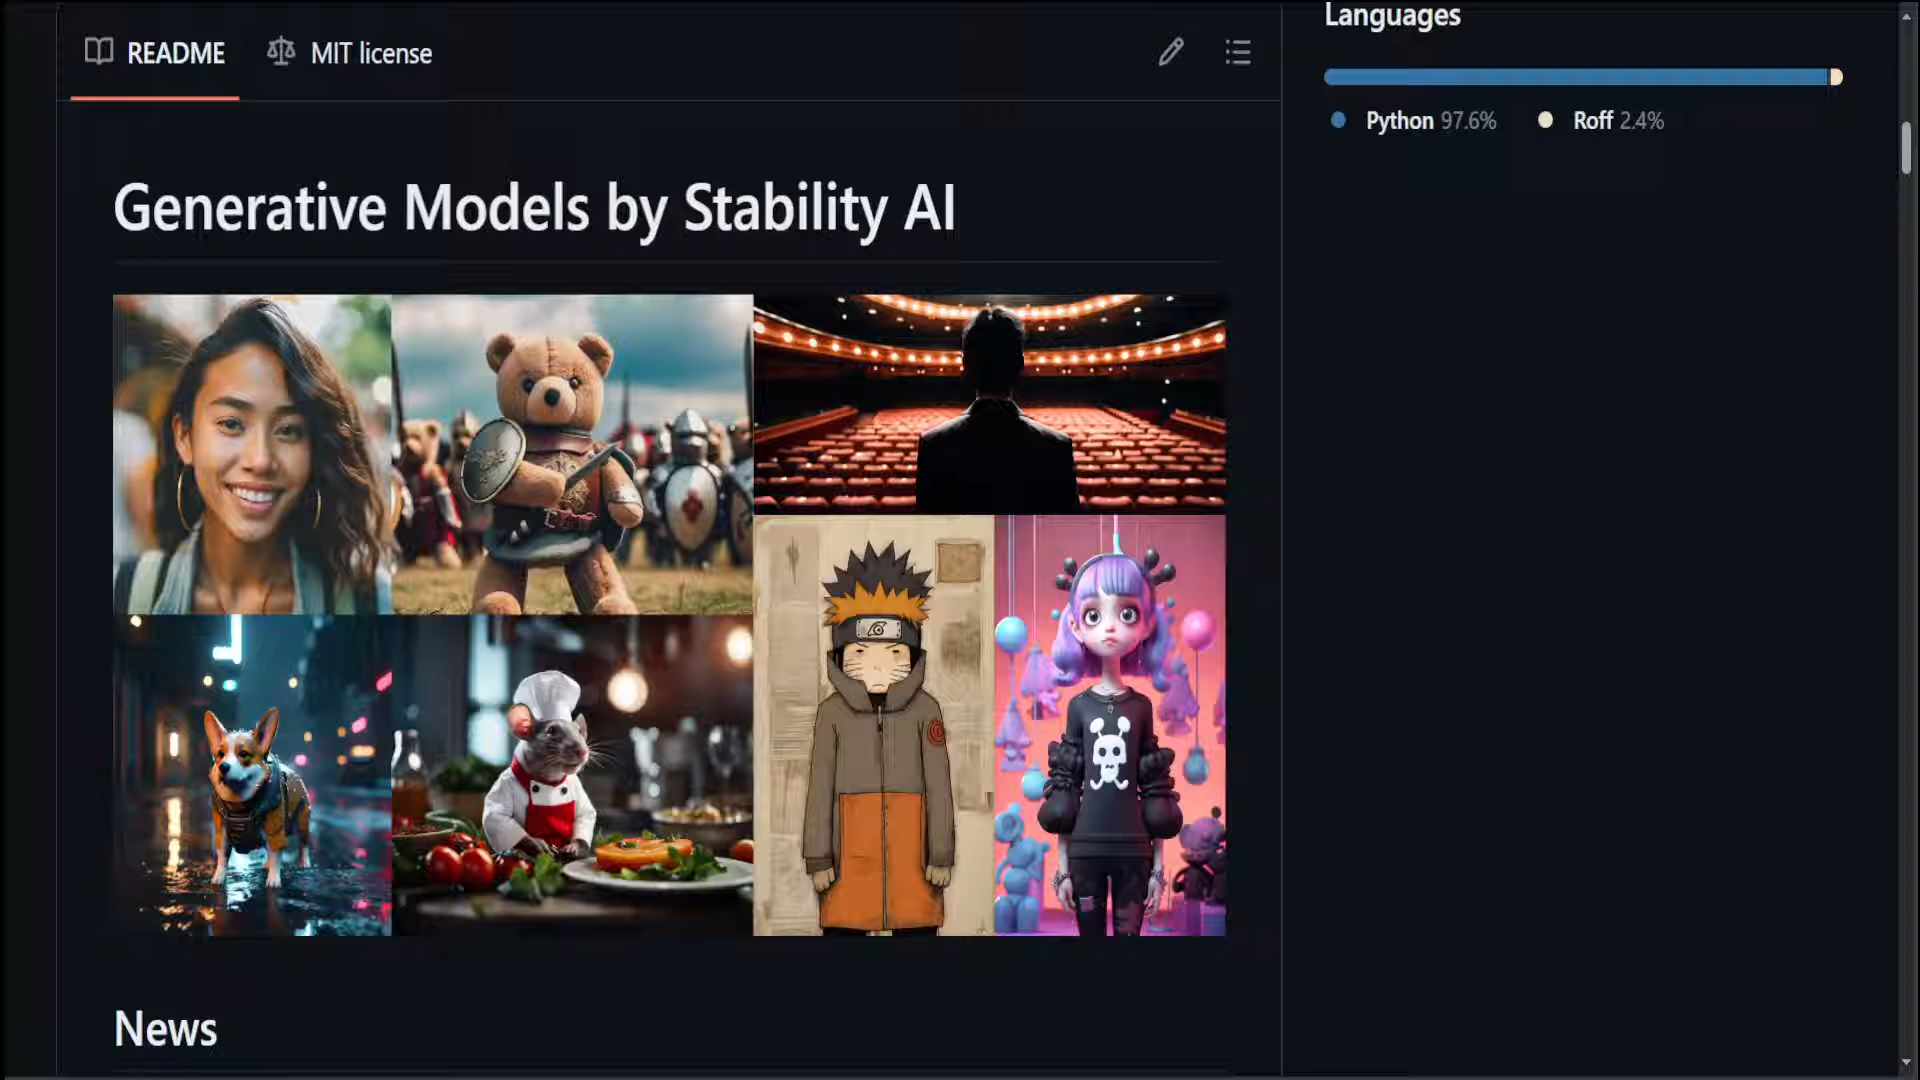 README
MIT license
Languages
Python 97.6%
Roff 2.4%
Generative Models by Stability AI
News